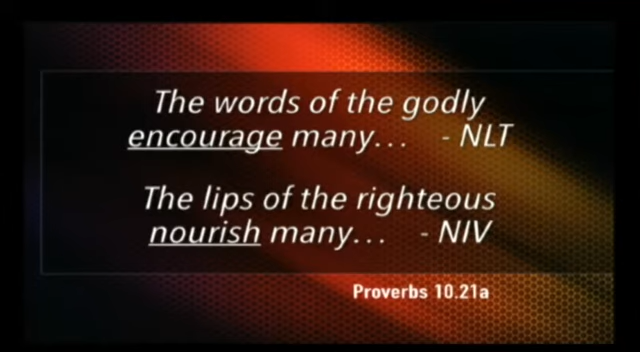 The words of the godly
encourage many... - NLT
The lips of the righteous
nourish many... - NIV
Proverbs 10.21a